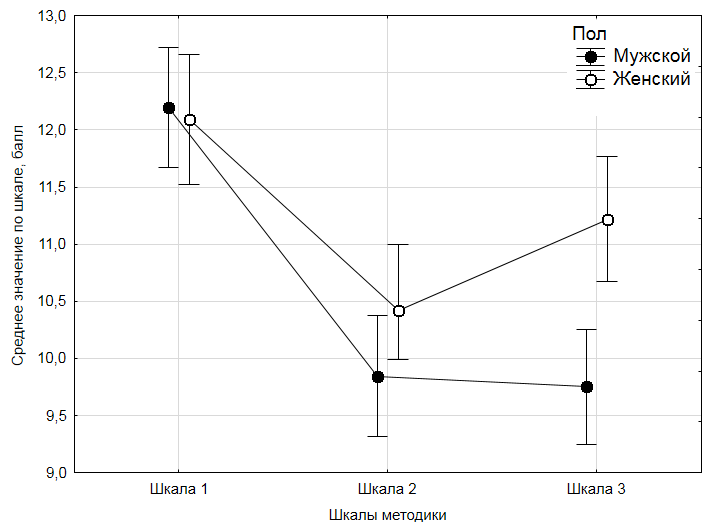 Среднее значение по шкале, балл
13,0
12,5
12,0
11,5
11,0
10,5
10,0
9,5
9,0
Пол
Мужской
Женский
Шкала 1
Шкала 2
Шкала 3
Шкалы методики